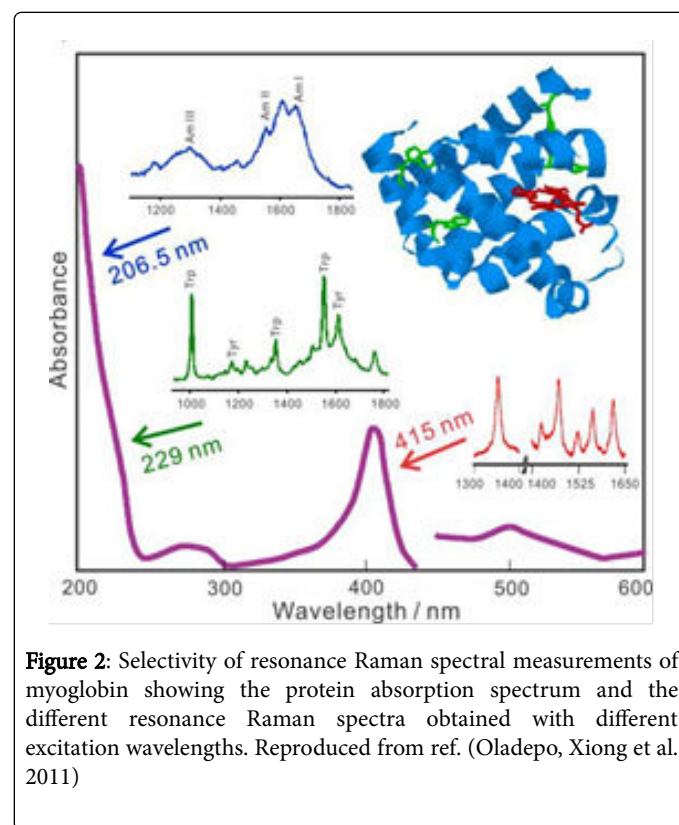 Am III
Am II
Am I
1200 1400 1600 1800
206.5 nm
Absorbance
Trp
Tyr
Trp
Trp
Tyr
1000 1200 1400 1600 1800
229 nm
415 nm
1300 1400 1400 1525 1650
200 300 400 500 600
Wavelength / nm
Figure 2: Selectivity of resonance Raman spectral measurements of
myoglobin showing the protein absorption spectrum and the
different resonance Raman spectra obtained with different
excitation wavelengths. Reproduced from ref. (Oladepo, Xiong et al.
2011)